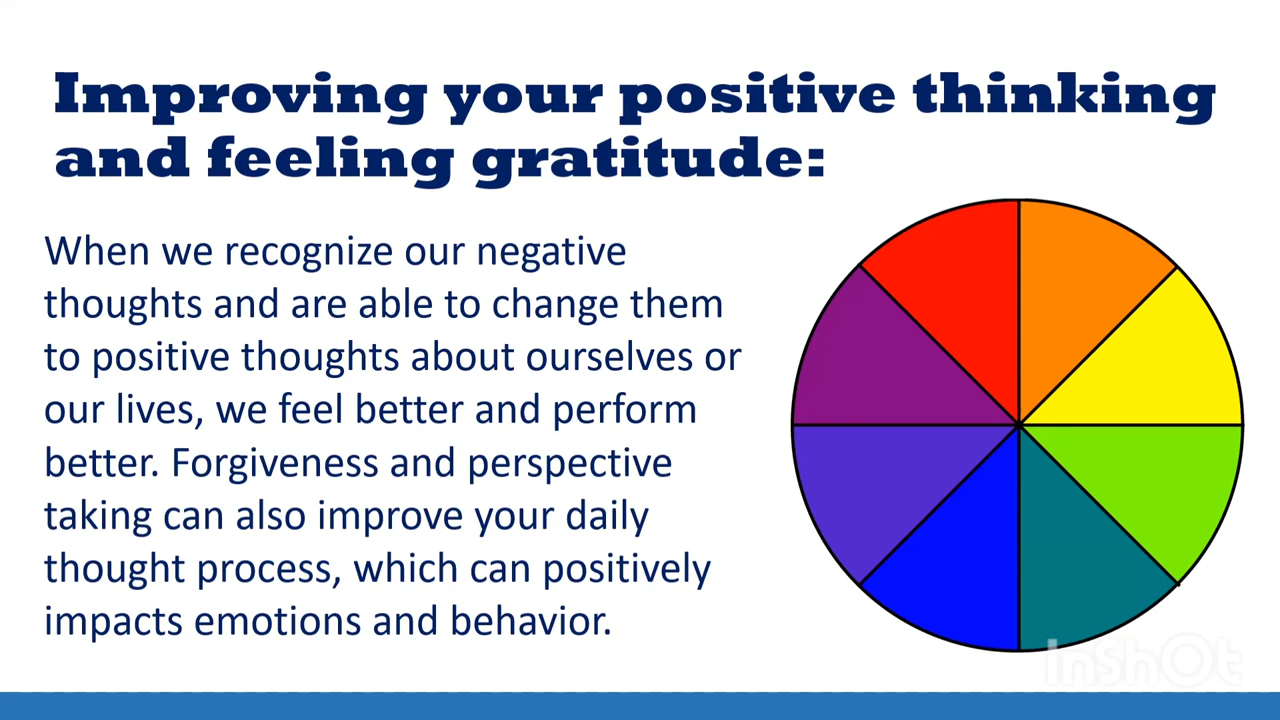 Improving your positive thinking
and feeling gratitude:
When we recognize our negative
thoughts and are able to change them
to positive thoughts about ourselves or
our lives, we feel better and perform
better. Forgiveness and perspective
taking can also improve your daily
thought process, which can positively
impacts emotions and behavior.
InShOt